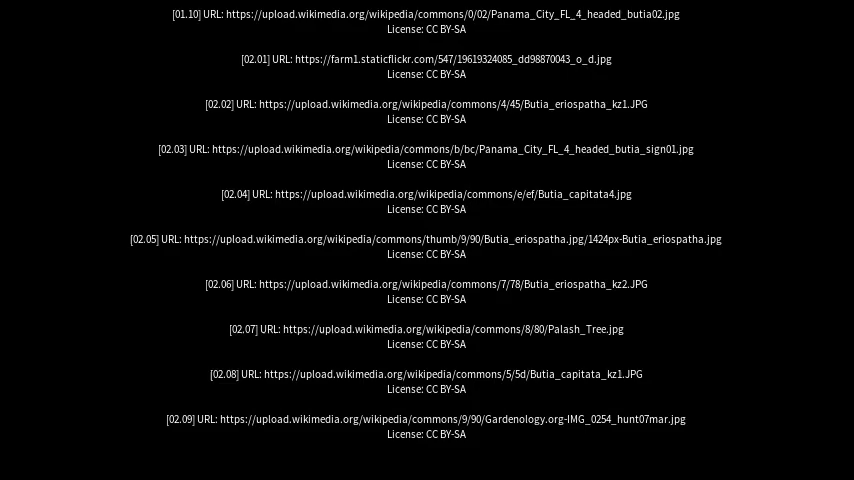 [01.10] URL: https://upload.wikimedia.org/wikipedia/commons/0/02/Panama_City_FL_4_headed_butia02.jpg
License: CC BY-SA
[02.01] URL: https://farm1.staticflickr.com/547/19619324085_dd98870043_o_d.jpg
License: CC BY-SA
[02.02] URL: https://upload.wikimedia.org/wikipedia/commons/4/45/Butia_eriospatha_kz1.JPG
License: CC BY-SA
[02.03] URL: https://upload.wikimedia.org/wikipedia/commons/b/bc/Panama_City_FL_4_headed_butia_sign01.jpg
License: CC BY-SA
[02.04] URL: https://upload.wikimedia.org/wikipedia/commons/e/ef/Butia_capitata4.jpg
License: CC BY-SA
[02.05] URL: https://upload.wikimedia.org/wikipedia/commons/thumb/9/90/Butia_eriospatha.jpg/1424px-Butia_eriospatha.jpg
License: CC BY-SA
[02.06] URL: https://upload.wikimedia.org/wikipedia/commons/7/78/Butia_eriospatha_kz2.JPG
License: CC BY-SA
[02.07] URL: https://upload.wikimedia.org/wikipedia/commons/8/80/Palash_Tree.jpg
License: CC BY-SA
[02.08] URL: https://upload.wikimedia.org/wikipedia/commons/5/5d/Butia_capitata_kz1.JPG
License: CC BY-SA
[02.09] URL: https://upload.wikimedia.org/wikipedia/commons/9/90/Gardenology.org-IMG_0254_hunt07mar.jpg
License: CC BY-SA